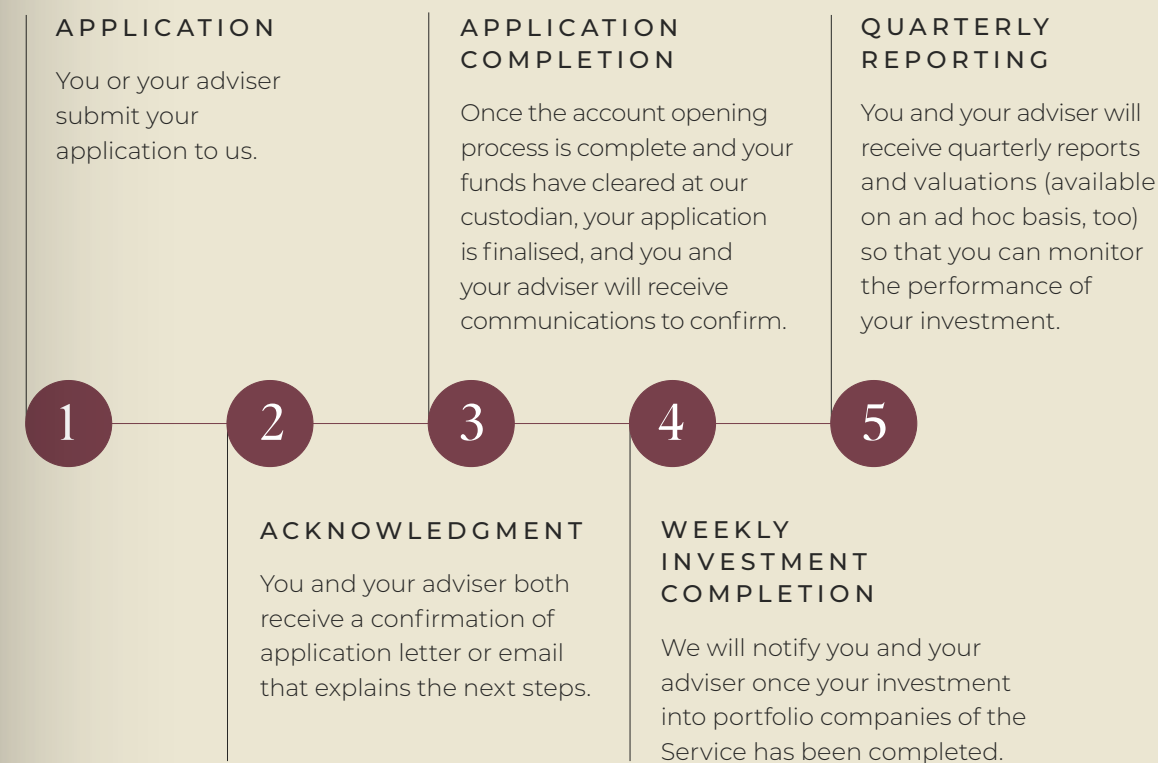 APPLICATION
You or your adviser
submit your
application to us.
APPLICATION
COMPLETION
Once the account opening
process is complete and your
funds have cleared at our
custodian, your application
is finalised, and you and
your adviser will receive
communications to confirm.
QUARTERLY
REPORTING
You and your adviser will
receive quarterly reports
and valuations (available
on an ad hoc basis, too)
so that you can monitor
the performance of
your investment.
1
2
3
4
5
ACKNOWLEDGMENT
You and your adviser both
receive a confirmation of
application letter or email
that explains the next steps.
WEEKLY
INVESTMENT
COMPLETION
We will notify you and your
adviser once your investment
into portfolio companies of the
Service has been completed.